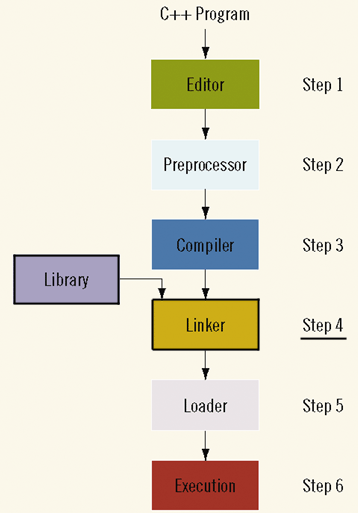 C++ Program
Editor
Step 1
Preprocessor
Step 2
Compiler
Step 3
Library
Linker
Step 4
Loader
Step 5
Execution
Step 6